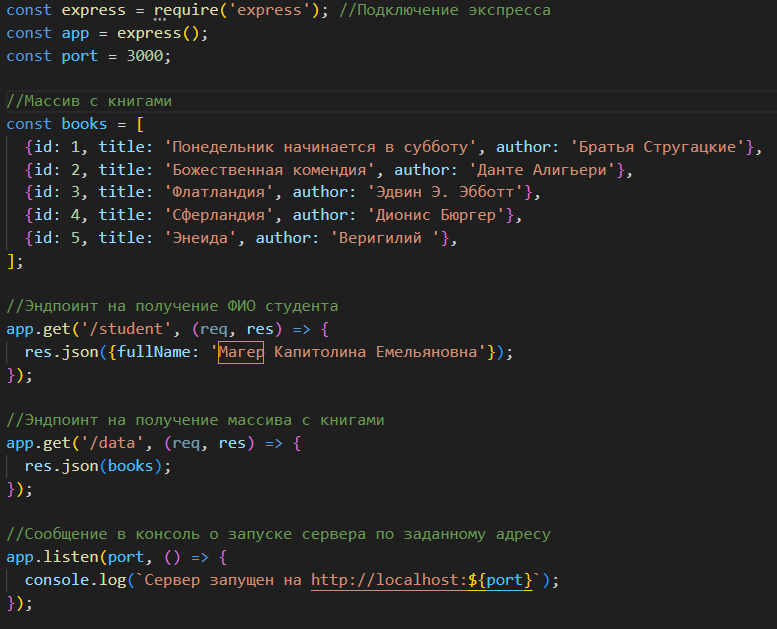 const express = require('express'); //Подключение экспресса
const app = express();
const port = 3000;
//Массив с книгами
const books = [
{id: 1, title: 'Понедельник начинается в субботу', author: 'Братья Стругацкие'},
{id: 2, title: 'Божественная комендия', author: 'Данте Алигьери'},
{id: 3, title: 'Флатландия', author: 'Эдвин Э. Эбботт'},
{id: 4, title: 'Сферландия', author: 'Дионис Бюргер'},
{id: 5, title: 'Энеида', author: 'Веригилий '},
];
//Эндпоинт на получение ФИО студента
app.get('/student', (req, res) => {
res.json({fullName: 'Магер Капитолина Емельяновна'});
});
//Эндпоинт на получение массива с книгами
app.get('/data', (req, res) => {
res.json(books);
});
//Сообщение в консоль о запуске сервера по заданному адресу
app.listen(port, () => {
console.log(`Сервер запущен на http://localhost:${port}`);
});